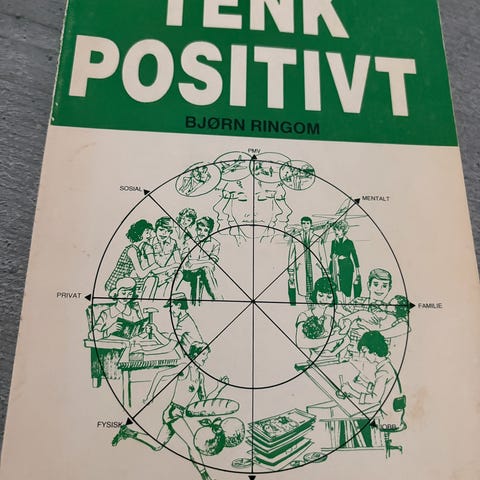 TENK
POSITIVT
BJØRN RINGOM
PMV
SOSIAL
MENTALT
PRIVAT
FAMILIE
FYSISK
JOBB